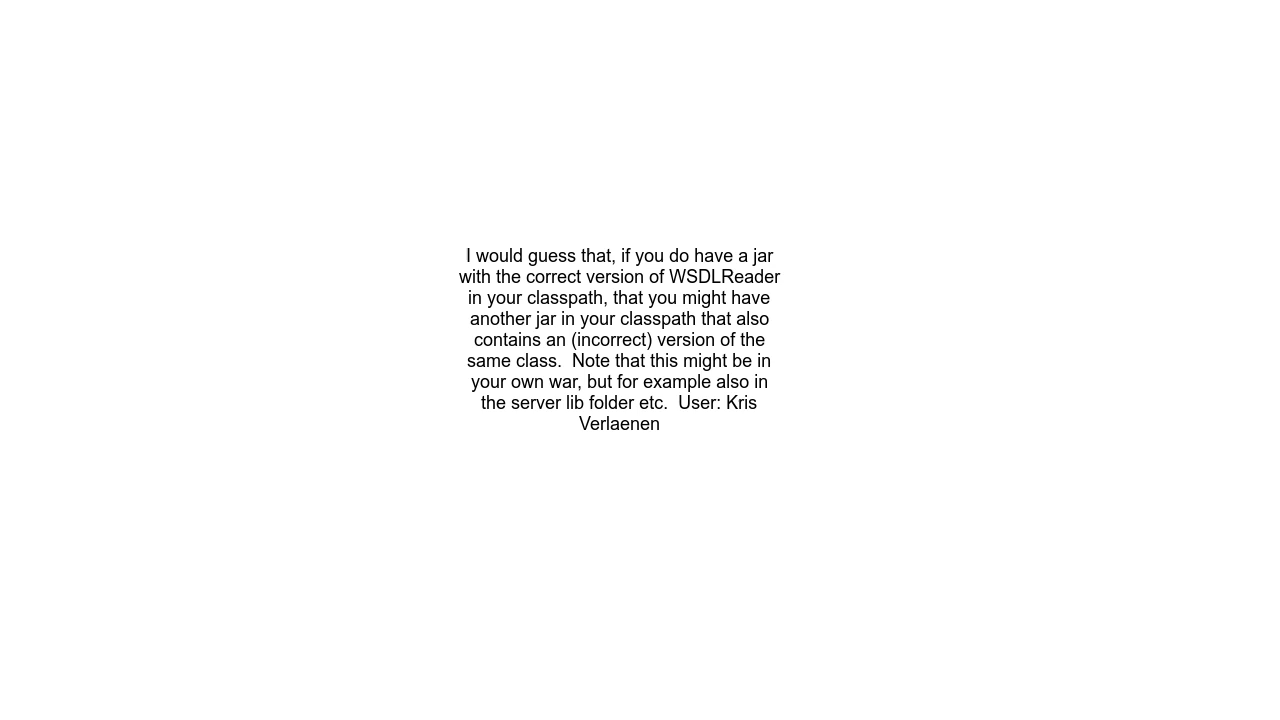 I would guess that, if you do have a jar
with the correct version of WSDLReader
in your classpath, that you might have
another jar in your classpath that also
contains an (incorrect) version of the
same class.  Note that this might be in
your own war, but for example also in
the server lib folder etc.  User: Kris
Verlaenen